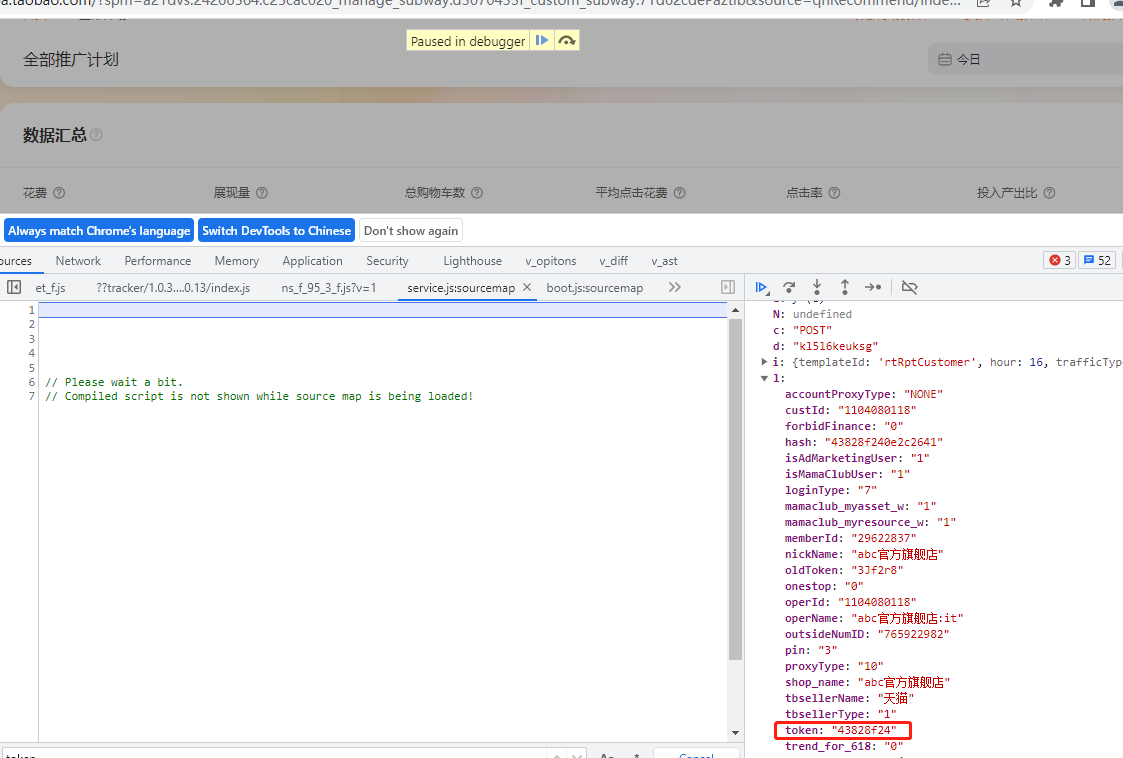 Paused in debugger
全部推广计划
今日
数据汇总
花费 展现量 总购物车数 平均点击花费 点击率 投入产出比
Always match Chrome's language Switch DevTools to Chinese Don't show again
ources Network Performance Memory Application Security Lighthouse v_opitons v_diff v_ast 3 52
et_f.js ??tracker/1.0.3....0.13/index.js ns_f_95_3_f.js?v=1 service.js:sourcemap boot.js:sourcemap
1
2
3
4
5
6 // Please wait a bit.
7 // Compiled script is not shown while source map is being loaded!
N: undefined
c: "POST"
d: "kl5l6keuksg"
i: {templateId: 'rtRptCustomer', hour: 16, trafficType
l:
accountProxyType: "NONE"
custId: "1104080118"
forbidFinance: "0"
hash: "43828f240e2c2641"
isAdMarketingUser: "1"
isMamaClubUser: "1"
loginType: "7"
mamaclub_myasset_w: "1"
mamaclub_myresource_w: "1"
memberId: "29622837"
nickName: "abc官方旗舰店"
oldToken: "3Jf2r8"
onestop: "0"
operId: "1104080118"
operName: "abc官方旗舰店:it"
outsideNumID: "765922982"
pin: "3"
proxyType: "10"
shop_name: "abc官方旗舰店"
tbsellerName: "天猫"
tbsellerType: "1"
token: "43828f24"
trend_for_618: "0"
token Aa .* Cancel